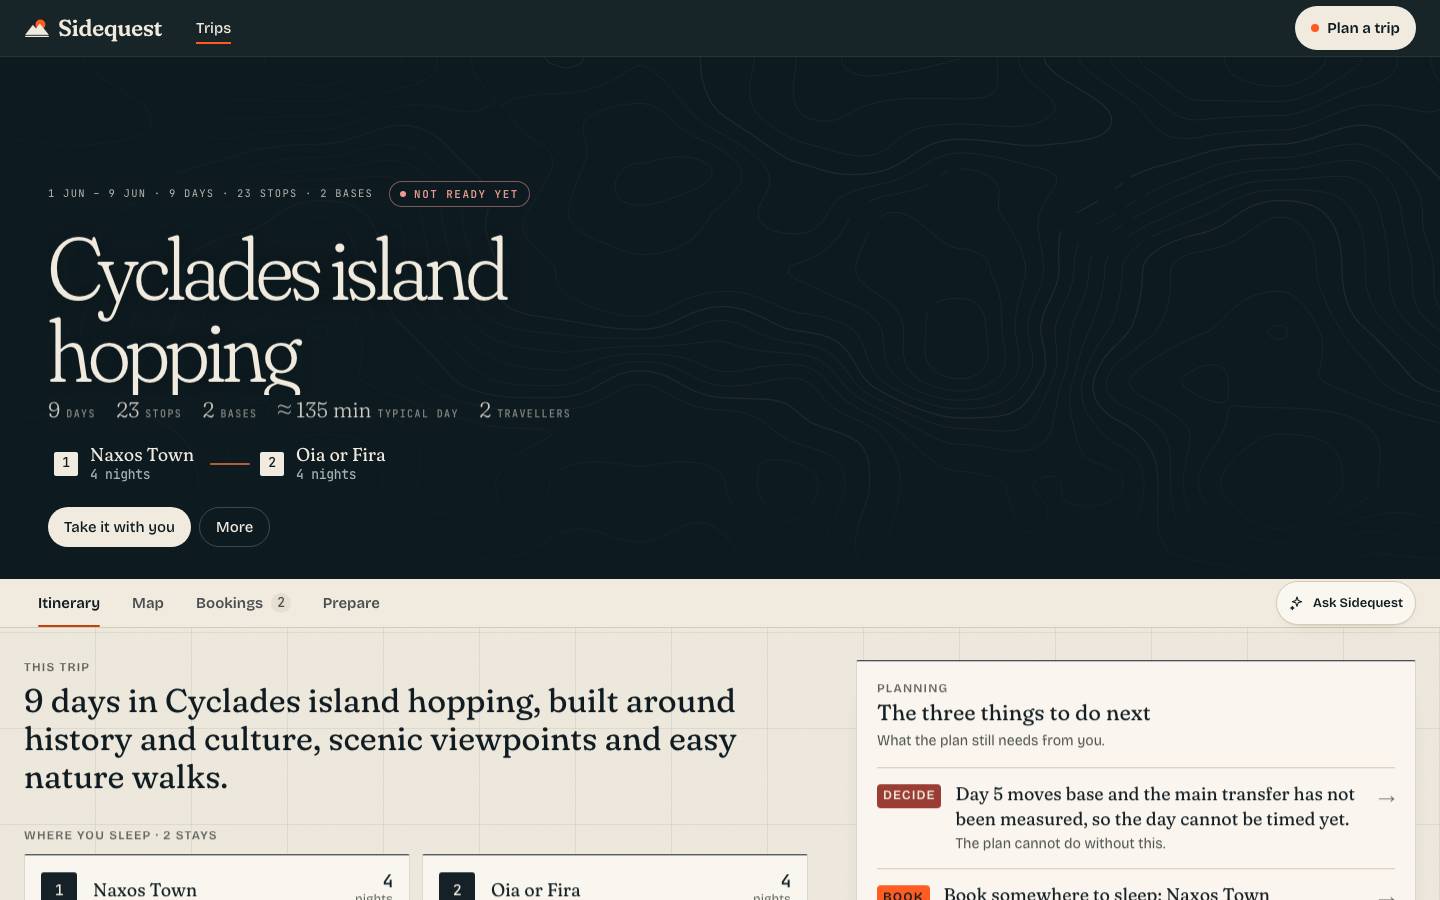 Sidequest
Trips
Plan a trip
1 JUN – 9 JUN · 9 DAYS · 23 STOPS · 2 BASES
NOT READY YET
Cyclades island
hopping
9 DAYS 23 STOPS 2 BASES ≈ 135 min TYPICAL DAY 2 TRAVELLERS
1 Naxos Town 4 nights
2 Oia or Fira 4 nights
Take it with you
More
Itinerary
Map
Bookings 2
Prepare
Ask Sidequest
THIS TRIP
9 days in Cyclades island hopping, built around
history and culture, scenic viewpoints and easy
nature walks.
WHERE YOU SLEEP · 2 STAYS
1 Naxos Town 4 nights
2 Oia or Fira 4 nights
PLANNING
The three things to do next
What the plan still needs from you.
DECIDE
Day 5 moves base and the main transfer has not
been measured, so the day cannot be timed yet.
The plan cannot do without this.
→
BOOK
Book somewhere to sleep: Naxos Town
→